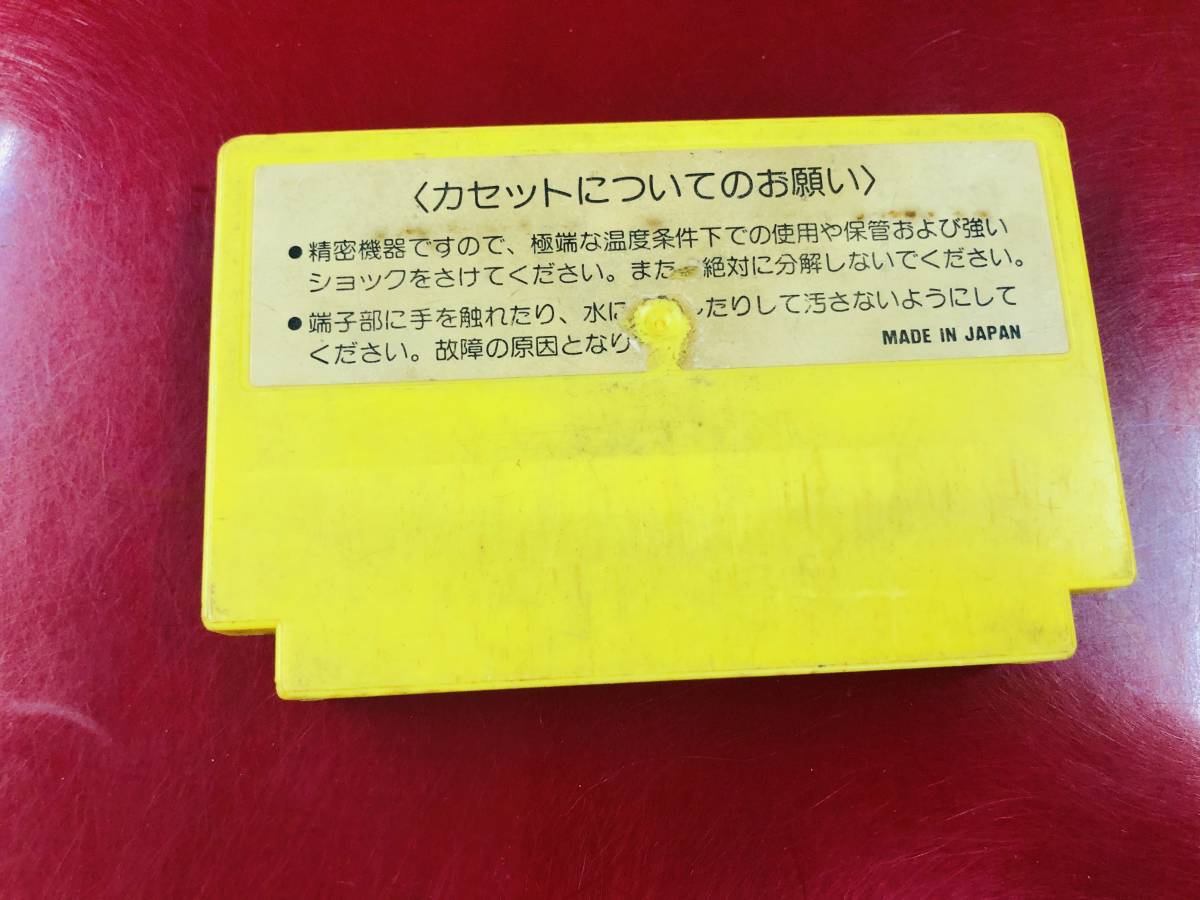 〈カセットについてのお願い〉
●精密機器ですので、極端な温度条件下での使用や保管および強い
ショックをさけてください。また 絶対に分解しないでください。
●端子部に手を触れたり、水に したりして汚さないようにして
ください。故障の原因となり
MADE IN JAPAN